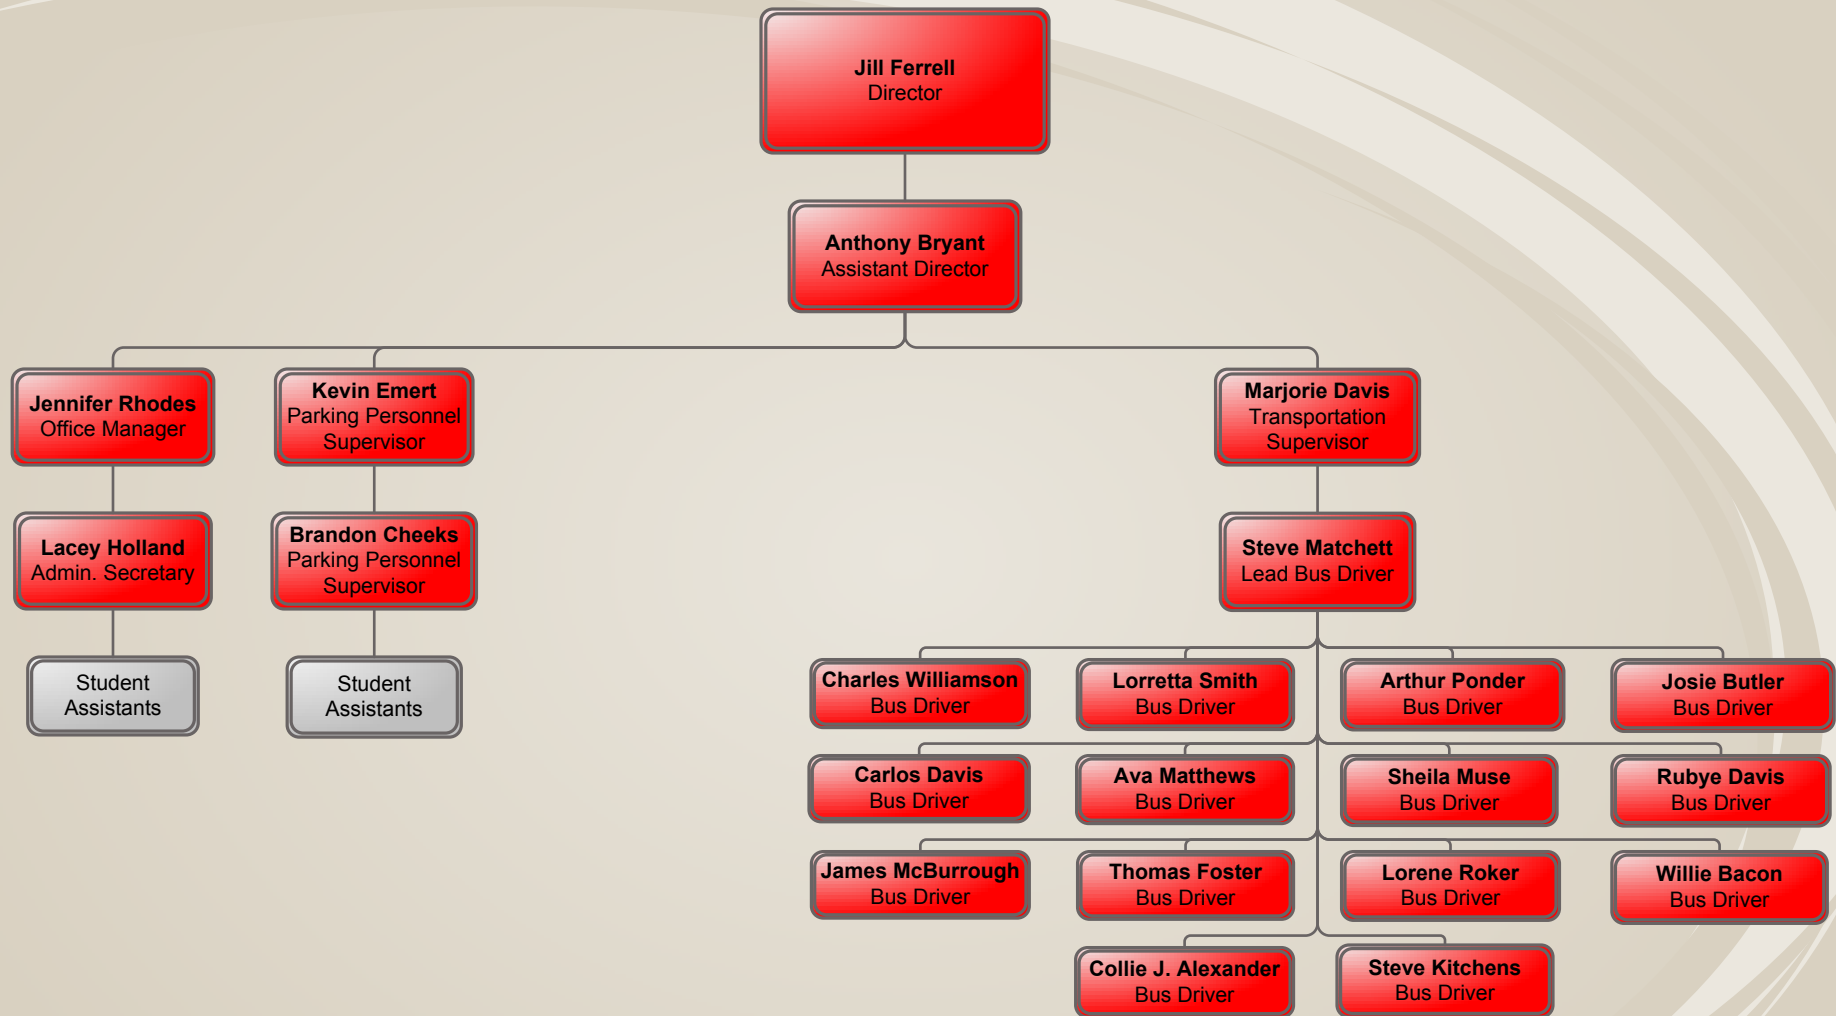 Jill Ferrell
Director
Anthony Bryant
Assistant Director
Jennifer Rhodes
Office Manager
Kevin Emert
Parking Personnel
Supervisor
Marjorie Davis
Transportation
Supervisor
Lacey Holland
Admin. Secretary
Brandon Cheeks
Parking Personnel
Supervisor
Steve Matchett
Lead Bus Driver
Student
Assistants
Student
Assistants
Charles Williamson
Bus Driver
Lorretta Smith
Bus Driver
Arthur Ponder
Bus Driver
Josie Butler
Bus Driver
Carlos Davis
Bus Driver
Ava Matthews
Bus Driver
Sheila Muse
Bus Driver
Rubye Davis
Bus Driver
James McBurrough
Bus Driver
Thomas Foster
Bus Driver
Lorene Roker
Bus Driver
Willie Bacon
Bus Driver
Collie J. Alexander
Bus Driver
Steve Kitchens
Bus Driver